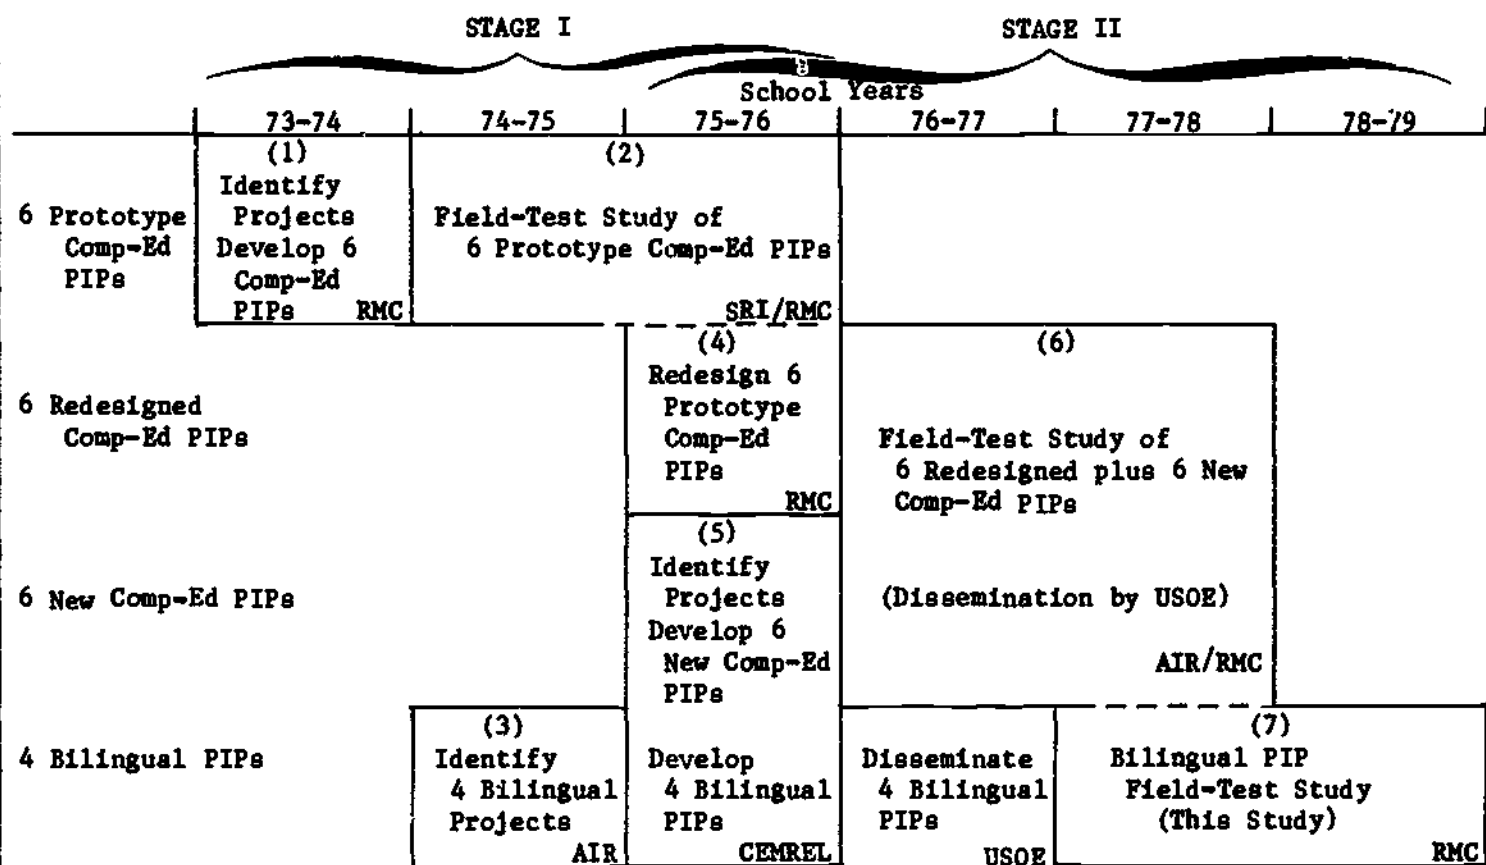 STAGE I
STAGE II
School Years
73-74 74-75 75-76 76-77 77-78 78-79
(1)
Identify
Projects
Develop 6
Comp-Ed
PIPs RMC
(2)
Field-Test Study of
6 Prototype Comp-Ed PIPs
SRI/RMC
6 Prototype
Comp-Ed
PIPs
6 Redesigned
Comp-Ed PIPs
(4)
Redesign 6
Prototype
Comp-Ed
PIPs
RMC
(6)
Field-Test Study of
6 Redesigned plus 6 New
Comp-Ed PIPs
(Dissemination by USOE)
AIR/RMC
6 New Comp-Ed PIPs
(5)
Identify
Projects
Develop 6
New Comp-Ed
PIPs
4 Bilingual PIPs
(3)
Identify
4 Bilingual
Projects
AIR
Develop
4 Bilingual
PIPs
CEMREL
Disseminate
4 Bilingual
PIPs
USOE
(7)
Bilingual PIP
Field-Test Study
(This Study)
RMC